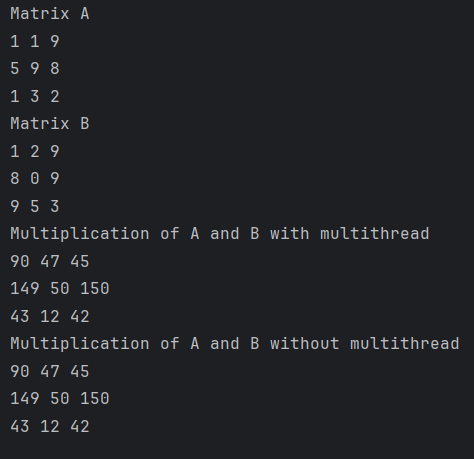 Matrix A
1 1 9
5 9 8
1 3 2
Matrix B
1 2 9
8 0 9
9 5 3
Multiplication of A and B with multithread
90 47 45
149 50 150
43 12 42
Multiplication of A and B without multithread
90 47 45
149 50 150
43 12 42